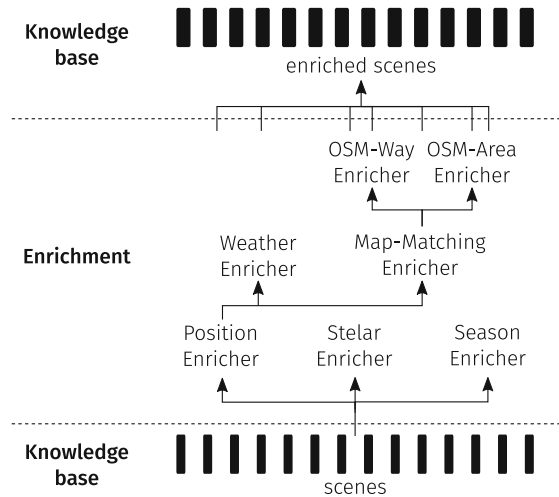 Knowledge
base
enriched scenes
OSM-Way
Enricher
OSM-Area
Enricher
Enrichment
Weather
Enricher
Map-Matching
Enricher
Position
Enricher
Stelar
Enricher
Season
Enricher
Knowledge
base
scenes